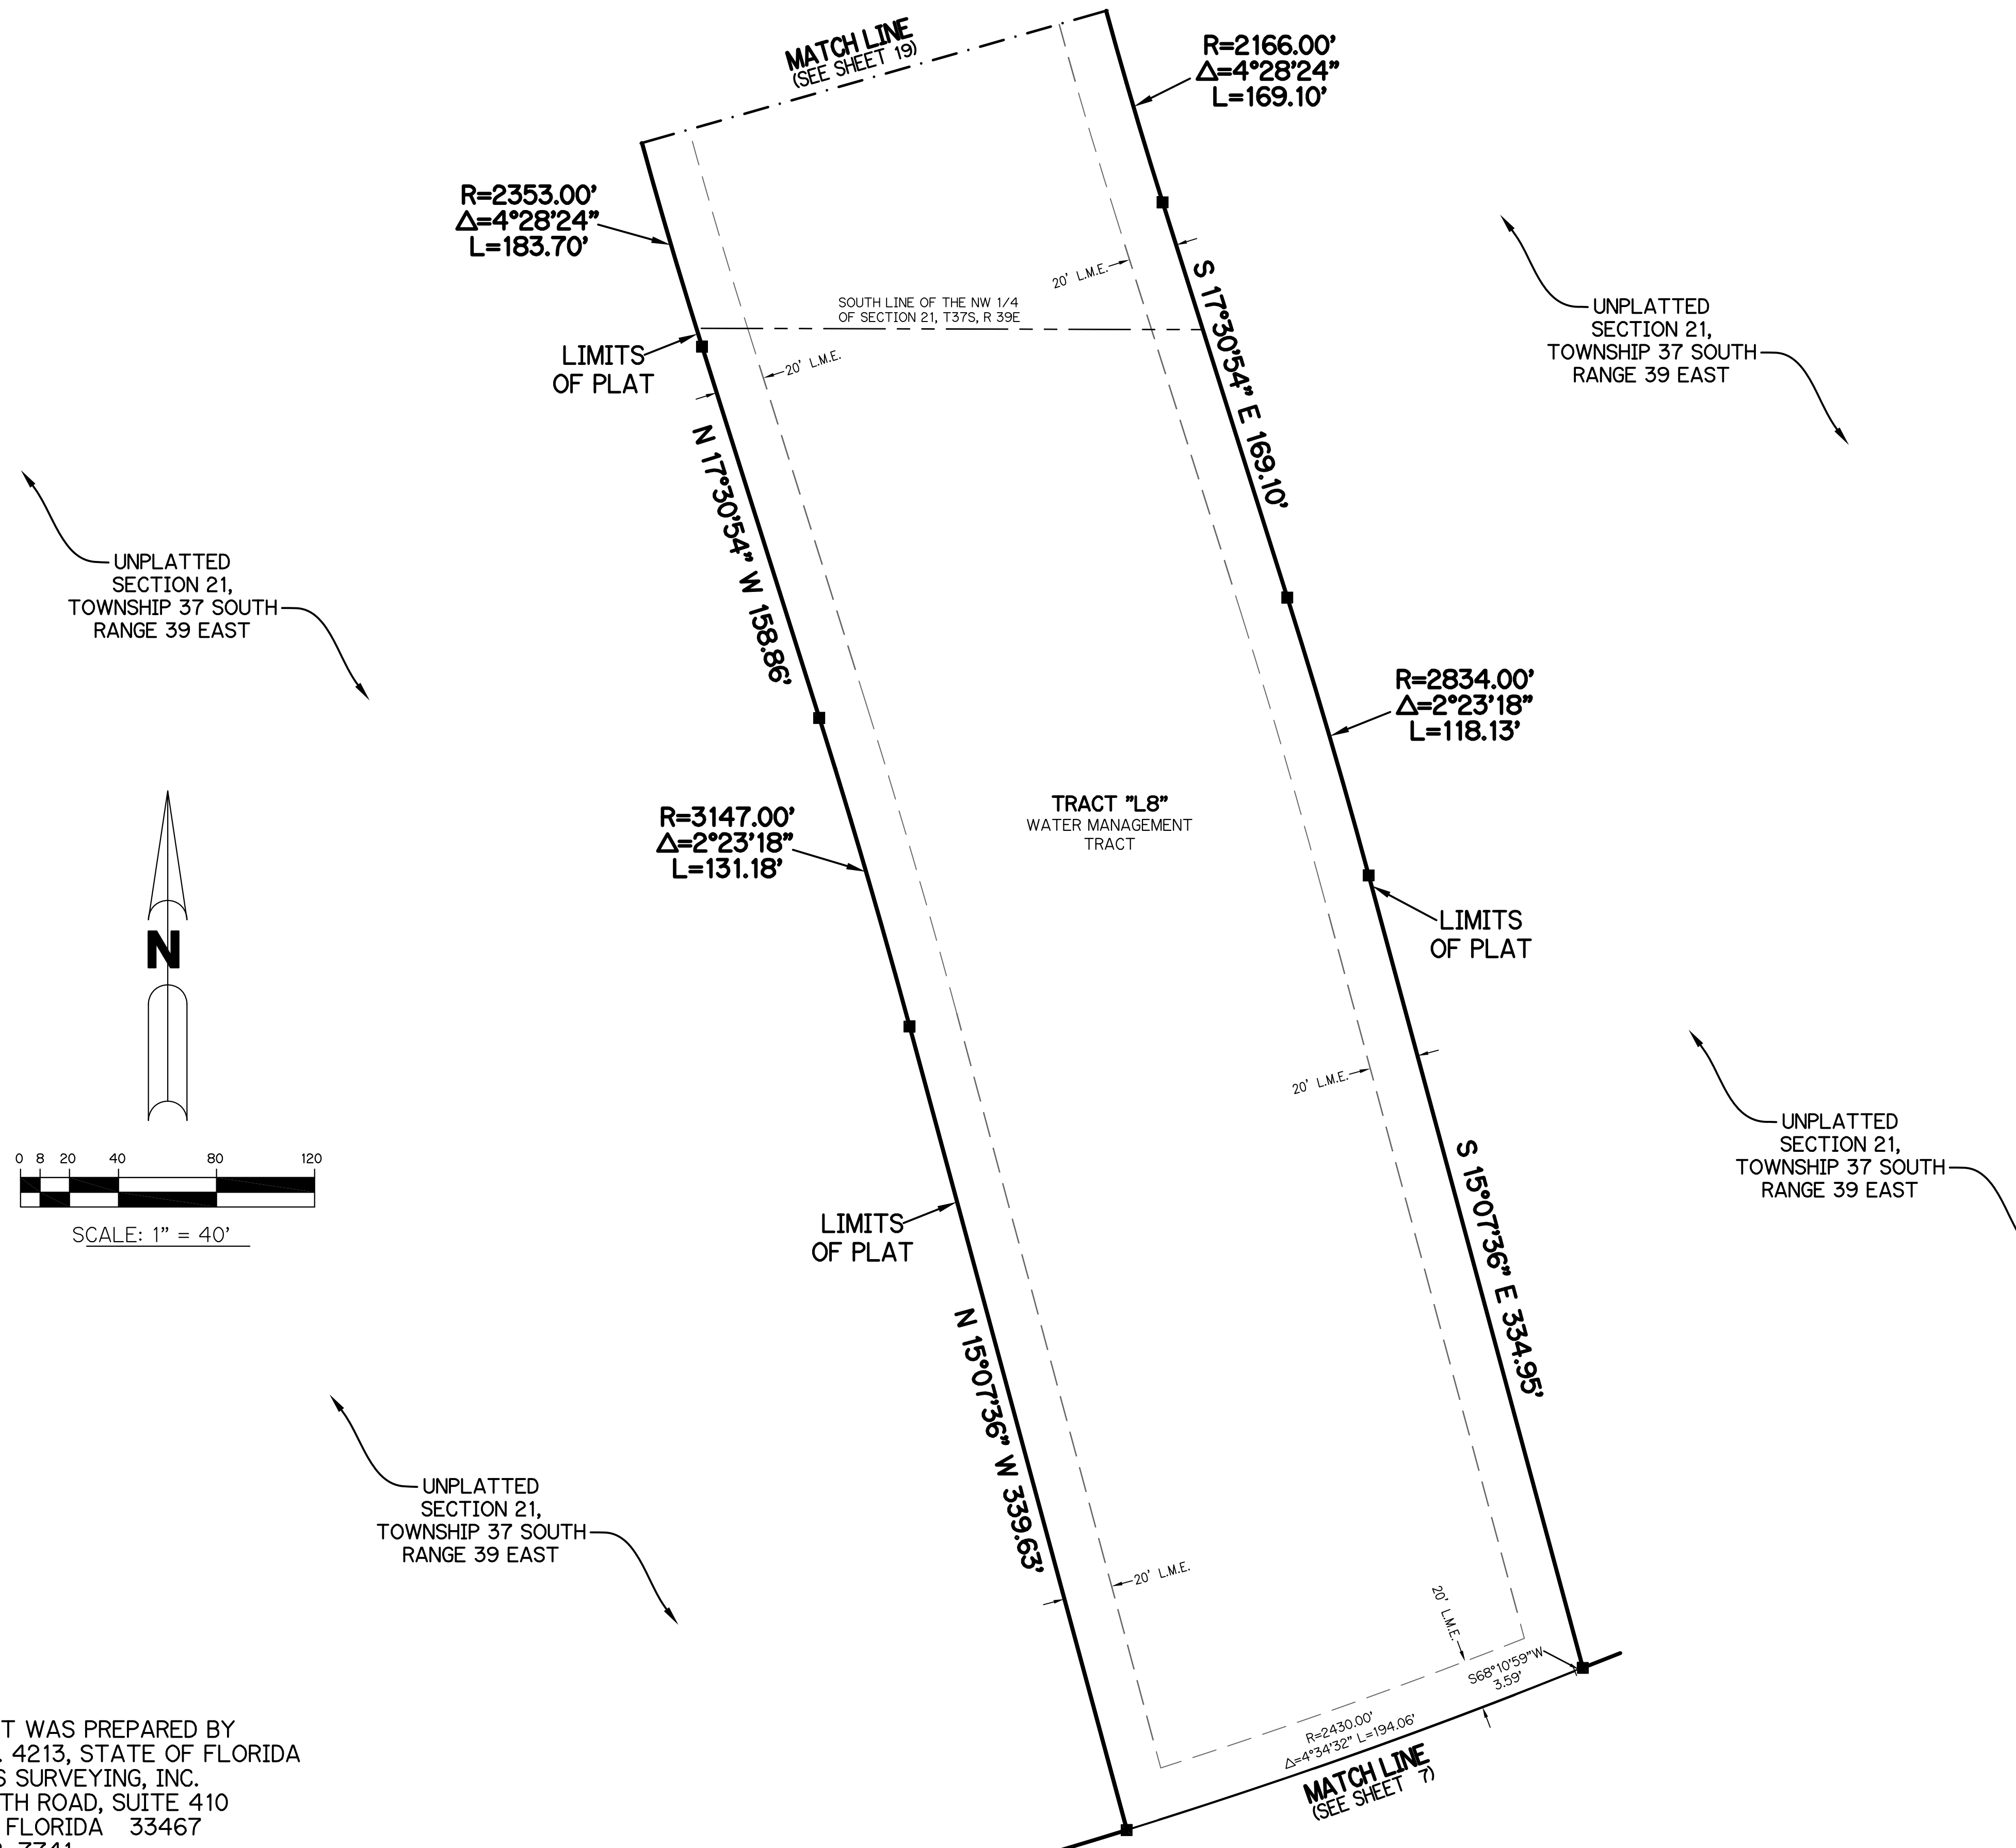 MATCH LINE
(SEE SHEET 19)
R=2166.00'
Δ=4°28'24"
L=169.10'
R=2353.00'
Δ=4°28'24"
L=183.70'
20' L.M.E.
S 17°30'54" E 169.10'
SOUTH LINE OF THE NW 1/4
OF SECTION 21, T37S, R 39E
UNPLATTED
SECTION 21,
TOWNSHIP 37 SOUTH
RANGE 39 EAST
LIMITS
OF PLAT
20' L.M.E.
N 17°30'54" W 158.86'
UNPLATTED
SECTION 21,
TOWNSHIP 37 SOUTH
RANGE 39 EAST
R=2834.00'
Δ=2°23'18"
L=118.13'
TRACT "L8"
WATER MANAGEMENT
TRACT
R=3147.00'
Δ=2°23'18"
L=131.18'
LIMITS
OF PLAT
N
20' L.M.E.
UNPLATTED
SECTION 21,
TOWNSHIP 37 SOUTH
RANGE 39 EAST
0 8 20 40 80 120
SCALE: 1" = 40'
LIMITS
OF PLAT
S 15°07'36" E 334.95'
N 15°07'36" W 339.63'
UNPLATTED
SECTION 21,
TOWNSHIP 37 SOUTH
RANGE 39 EAST
20' L.M.E.
20' L.M.E.
S68°10'59"W
3.59'
R=2430.00'
Δ=4°34'32" L=194.06'
MATCH LINE
(SEE SHEET 7)
T WAS PREPARED BY
. 4213, STATE OF FLORIDA
S SURVEYING, INC.
TH ROAD, SUITE 410
FLORIDA 33467
3741